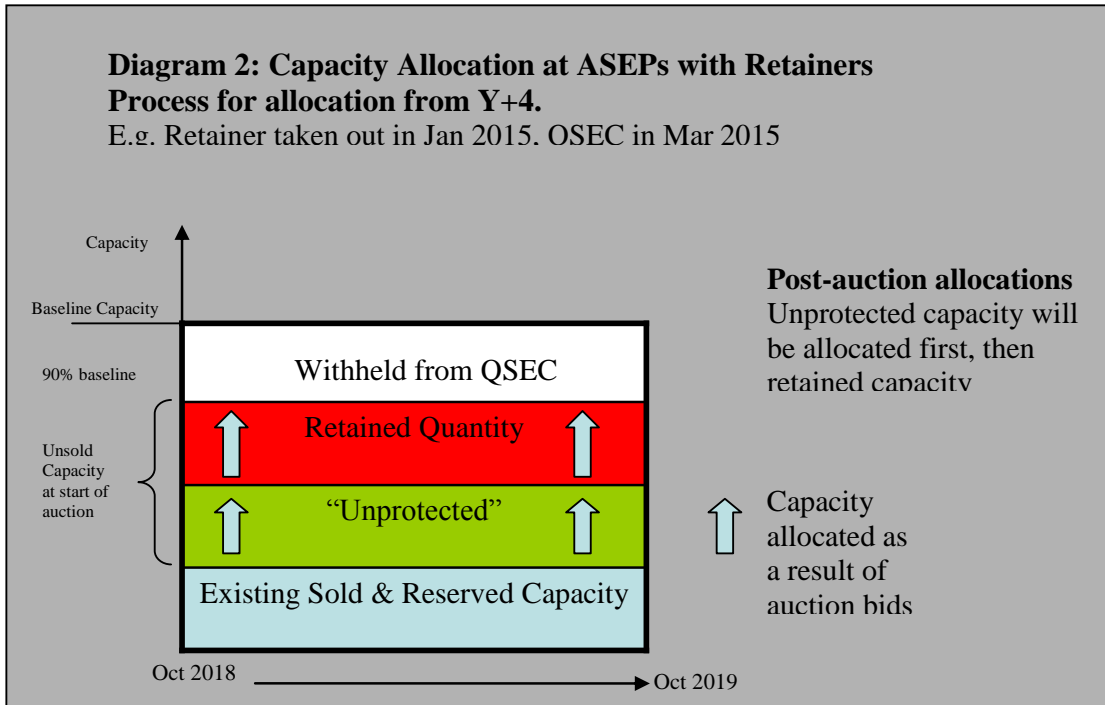 Diagram 2: Capacity Allocation at ASEPs with Retainers
Process for allocation from Y+4.
E.g. Retainer taken out in Jan 2015, QSEC in Mar 2015
Capacity
Baseline Capacity
90% baseline
Unsold
Capacity
at start of
auction
Withheld from QSEC
Retained Quantity
“Unprotected”
Existing Sold & Reserved Capacity
Oct 2018
Oct 2019
Post-auction allocations
Unprotected capacity will
be allocated first, then
retained capacity
Capacity
allocated as
a result of
auction bids